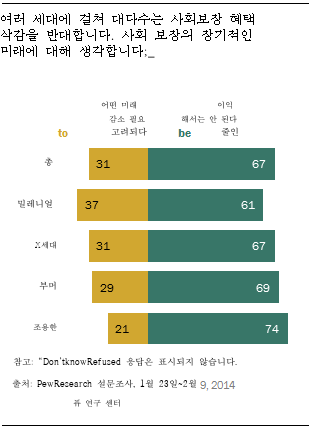 여러 세대에 걸쳐 대다수는 사회보장 혜택
삭감을 반대합니다. 사회 보장의 장기적인
미래에 대해 생각합니다:_
어떤 미래 이익
감소 필요 해서는 안 된다
to 고려되다 be 줄인
총 31 67
밀레니얼 37 61
X세대 31 67
부머 29 69
조용한 21 74
참고: "Don'tknowRefused 응답은 표시되지 않습니다.
출처: PewResearch 설문조사, 1월 23일~2월 9, 2014
퓨 연구 센터